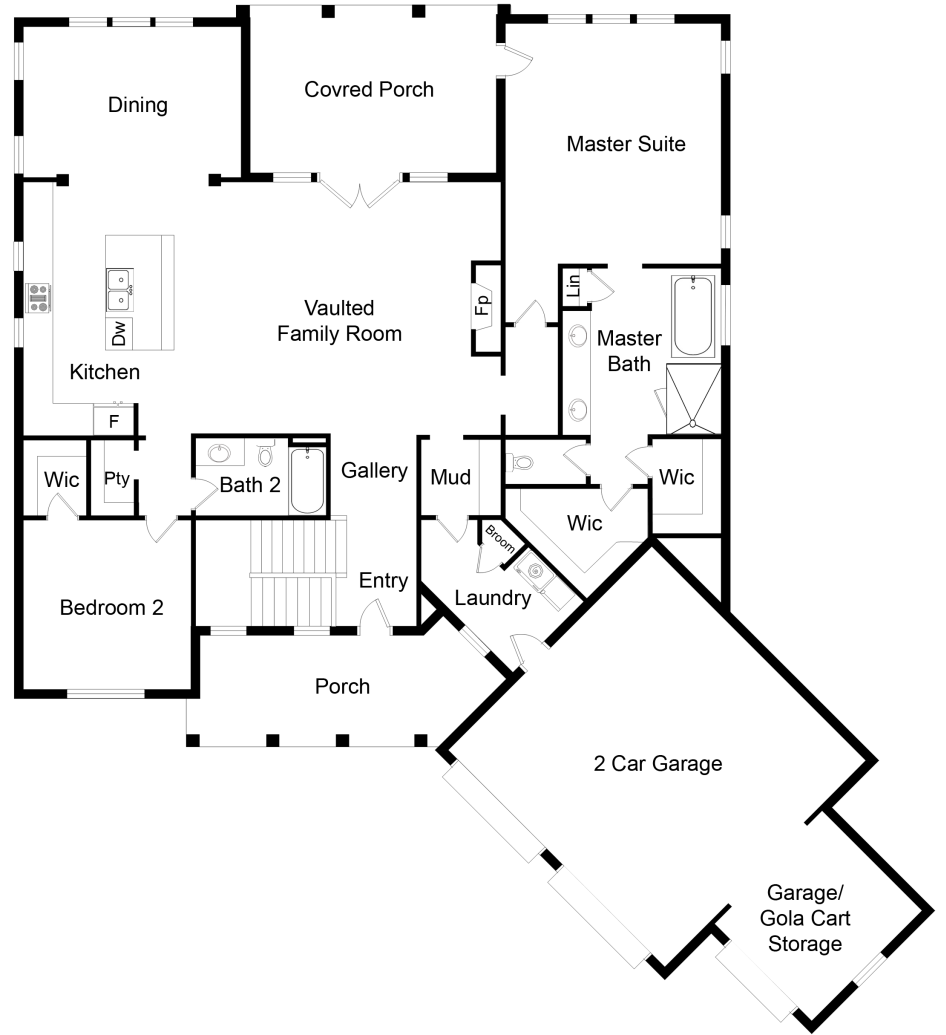 Covred Porch
Dining
Master Suite
Lin
Fp
Vaulted
Family Room
Dw
Master
Bath
Kitchen
F
Wic
Pty
Bath 2
Gallery
Mud
Wic
Wic
Broom
Entry
Laundry
Bedroom 2
Porch
2 Car Garage
Garage/
Gola Cart
Storage